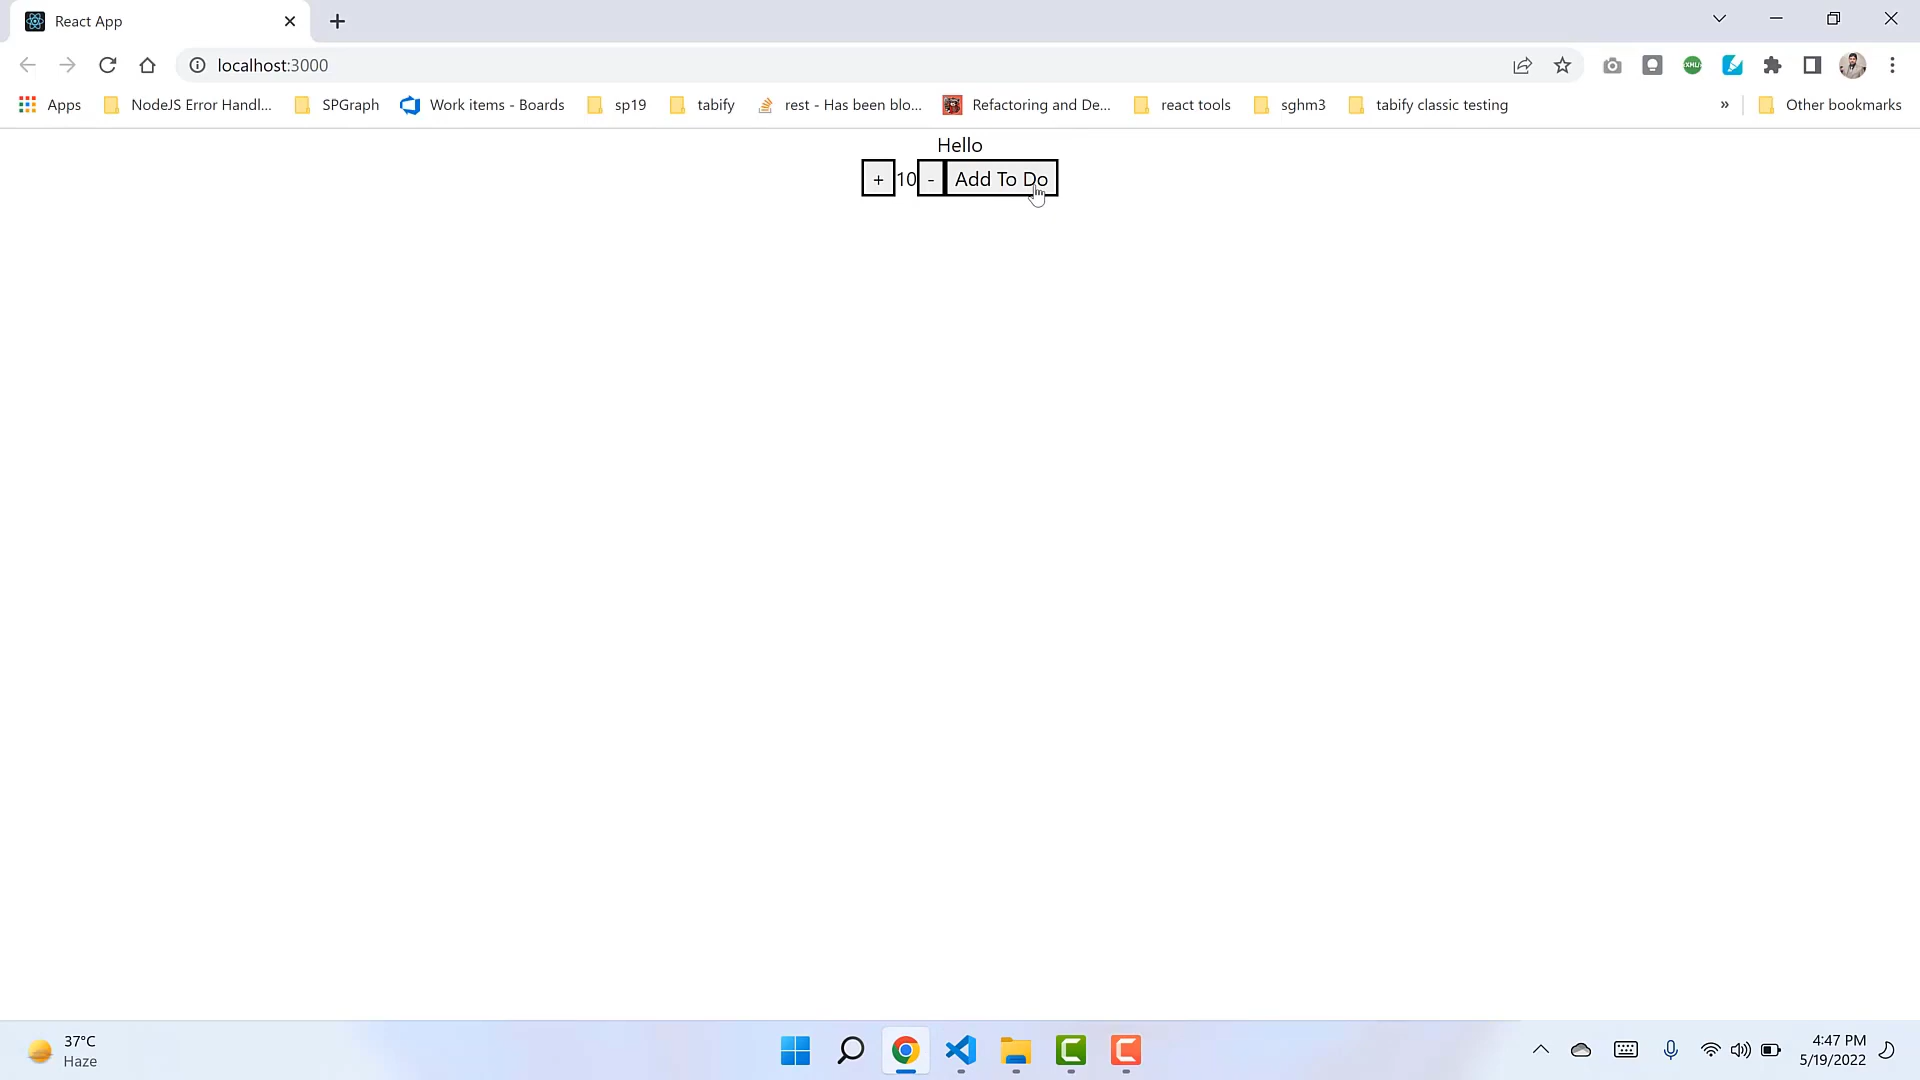 React App
localhost:3000
Apps NodeJS Error Handl... SPGraph Work items - Boards sp19 tabify rest - Has been blo... Refactoring and De... react tools sghm3 tabify classic testing » Other bookmarks
Hello
+ 10 - Add To Do
37°C
Haze
4:47 PM
5/19/2022